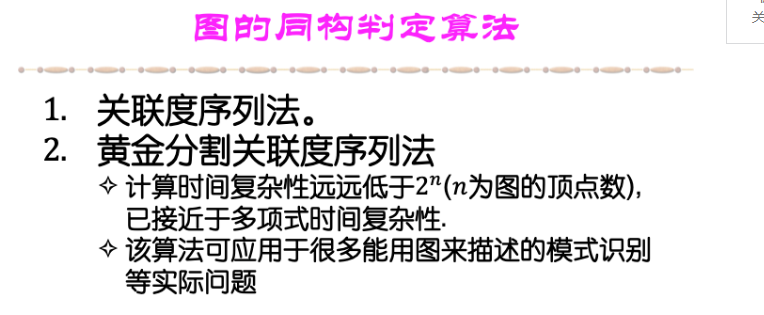 图的同构判定算法
关
1. 关联度序列法。
2. 黄金分割关联度序列法
✧ 计算时间复杂性远远低于2ⁿ(n为图的顶点数),
已接近于多项式时间复杂性.
✧ 该算法可应用于很多能用图来描述的模式识别
等实际问题